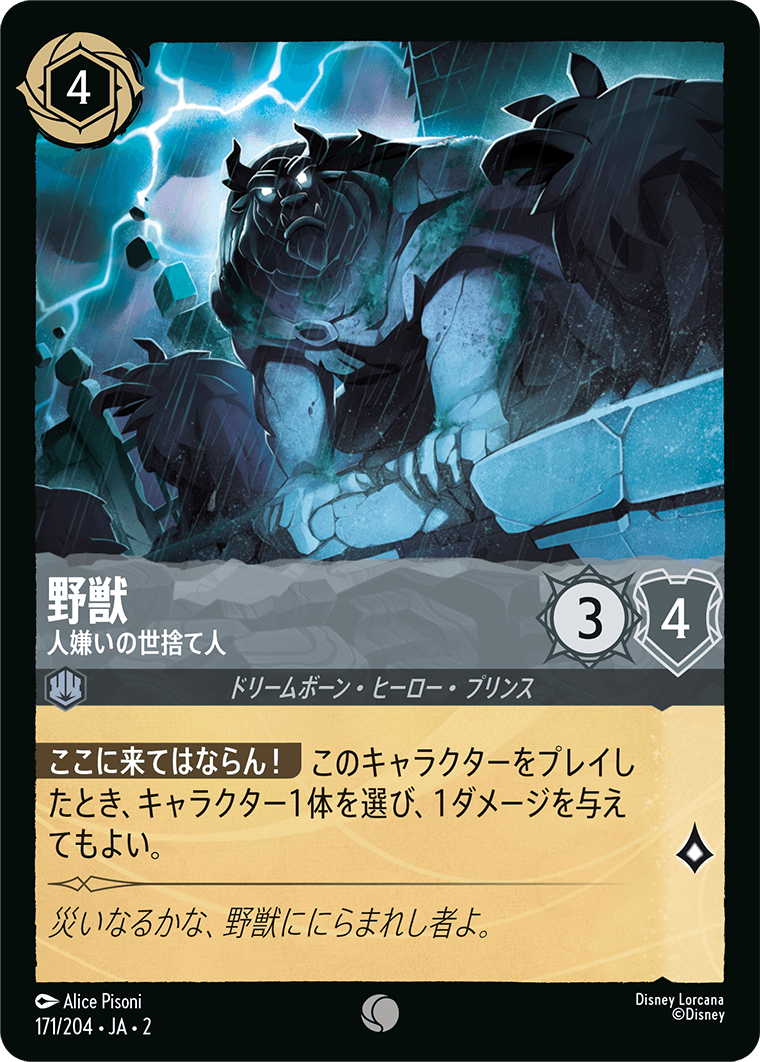 4
野獣
人嫌いの世捨て人
3
4
ドリームボーン・ヒーロー・プリンス
ここに来てはならん！ このキャラクターをプレイし
たとき、キャラクター1体を選び、1ダメージを与え
てもよい。
災いなるかな、野獣ににらまれし者よ。
Alice Pisoni
Disney Lorcana
171/204・JA・2
©Disney